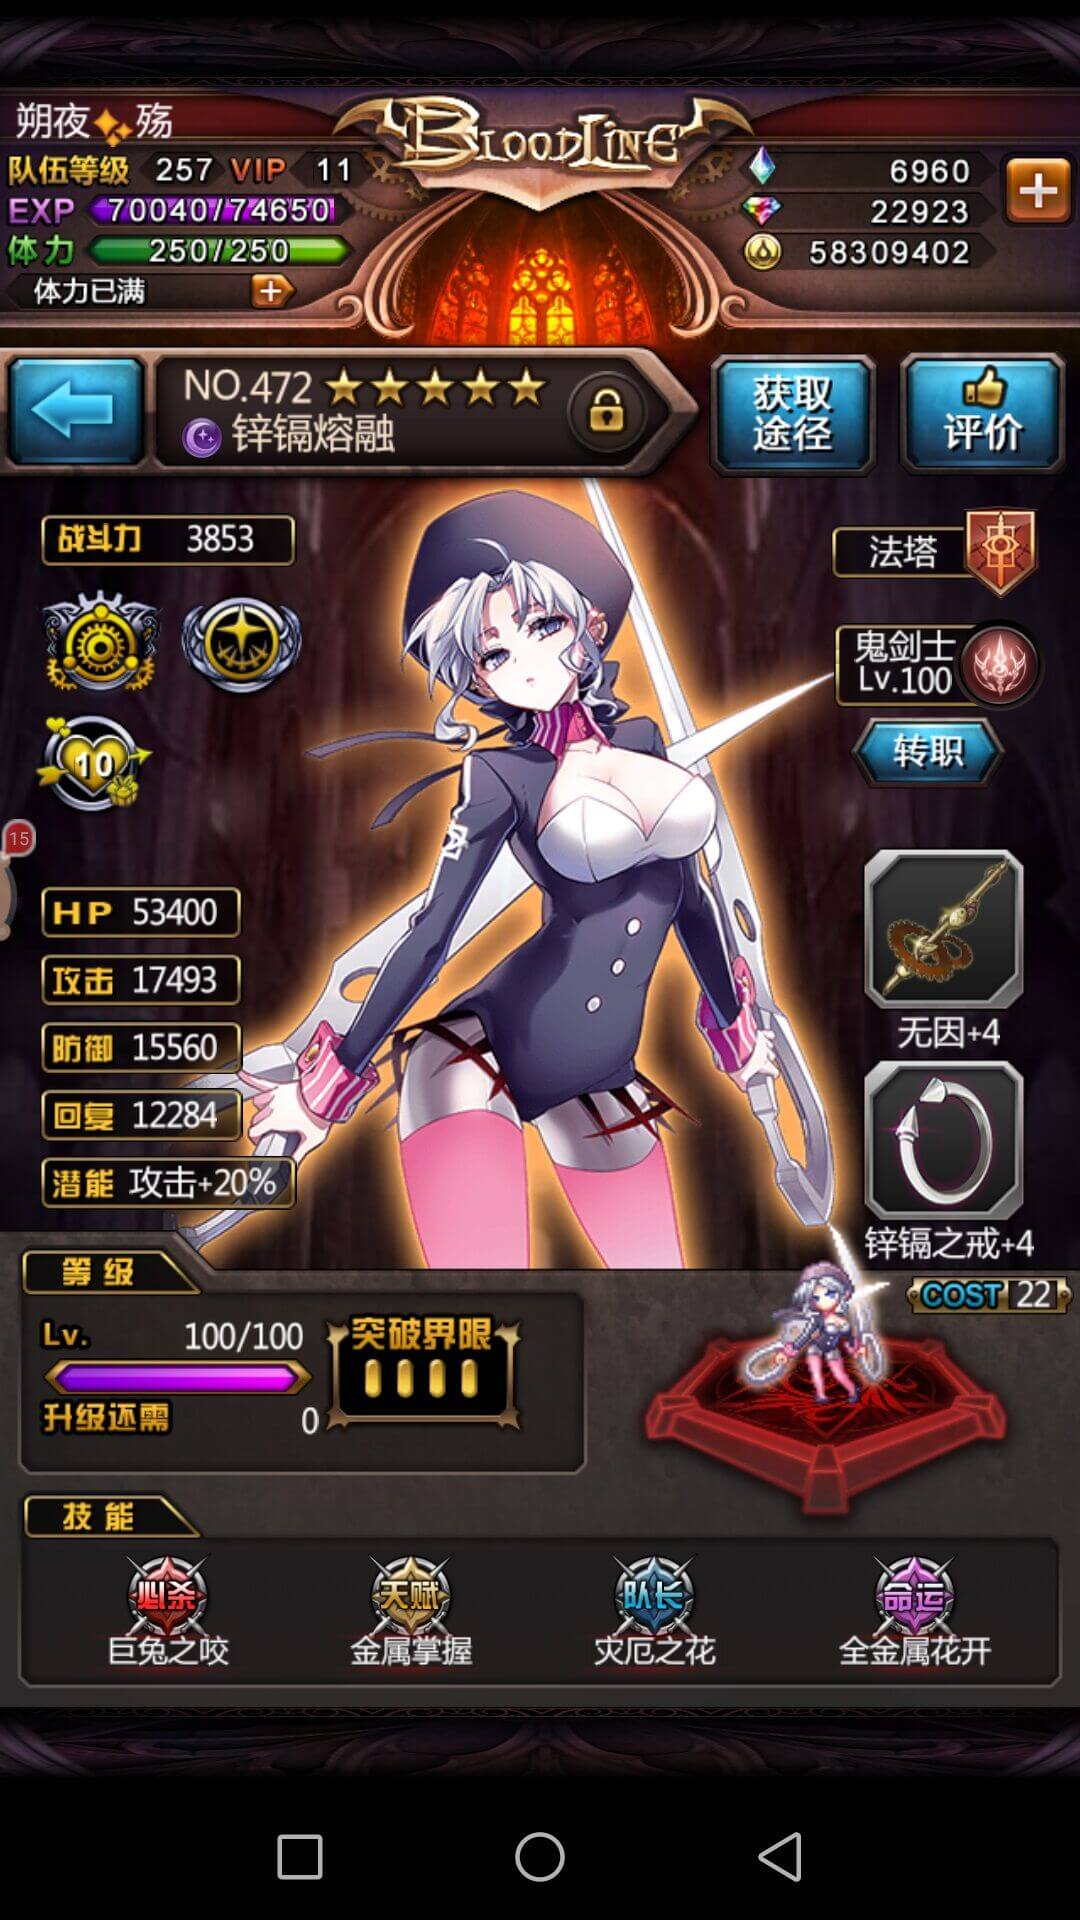 朔夜✨殇
BLOODLINE
队伍等级 257 VIP 11
6960
EXP 70040/74650
22923
体力 250/250
58309402
体力已满
NO.472 ★★★★★
锌镉熔融
获取
途径
评价
战斗力 3853
法塔
鬼剑士
Lv.100
转职
10
15
HP 53400
攻击 17493
防御 15560
无因+4
回复 12284
潜能 攻击+20%
锌镉之戒+4
等级
COST 22
Lv. 100/100
突破界限
升级还需 0
技能
必杀 天赋 队长 命运
巨兔之咬 金属掌握 灾厄之花 全金属花开